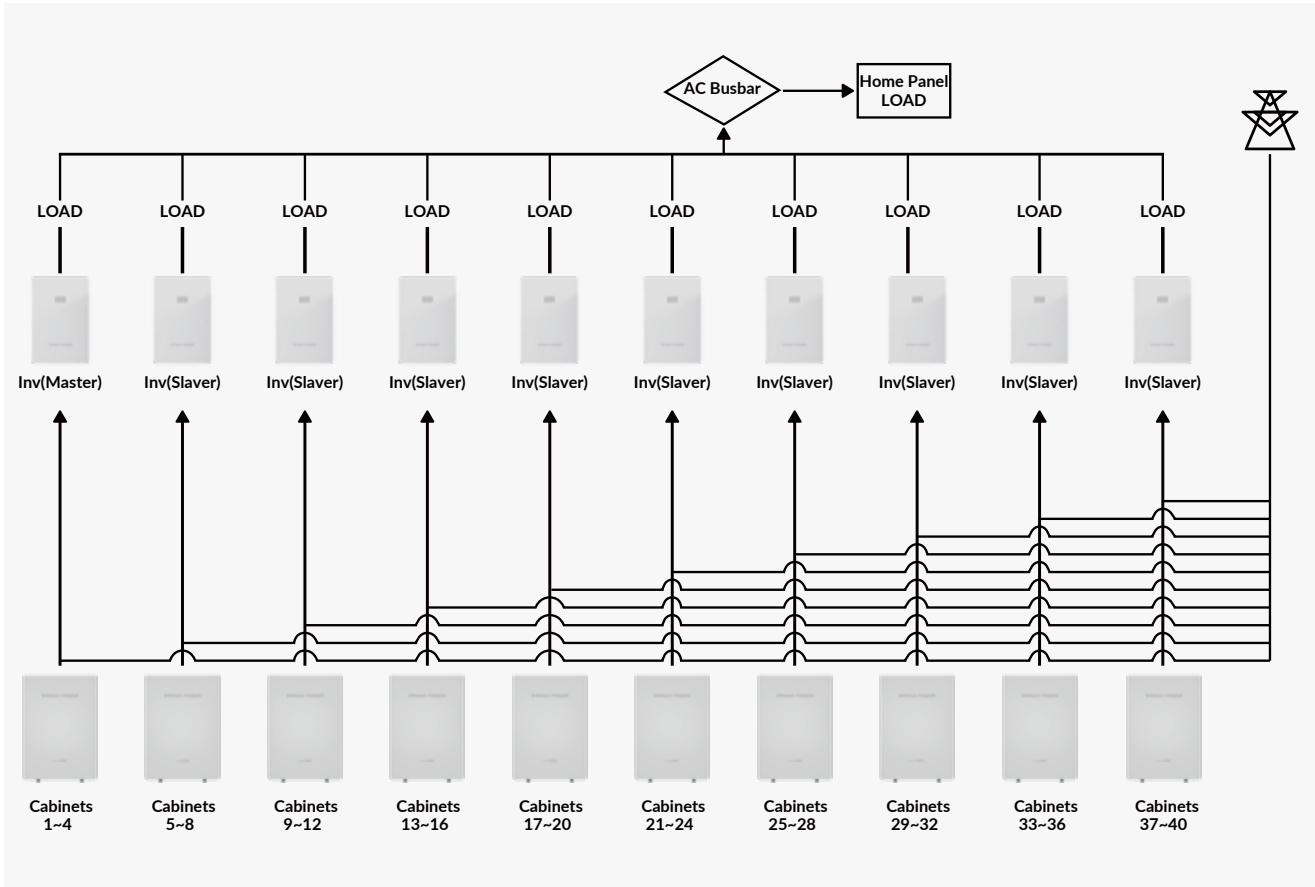 AC Busbar
Home Panel
LOAD
LOAD LOAD LOAD LOAD LOAD LOAD LOAD LOAD LOAD LOAD
Inv(Master) Inv(Slaver) Inv(Slaver) Inv(Slaver) Inv(Slaver) Inv(Slaver) Inv(Slaver) Inv(Slaver) Inv(Slaver) Inv(Slaver)
Cabinets
1~4
Cabinets
5~8
Cabinets
9~12
Cabinets
13~16
Cabinets
17~20
Cabinets
21~24
Cabinets
25~28
Cabinets
29~32
Cabinets
33~36
Cabinets
37~40